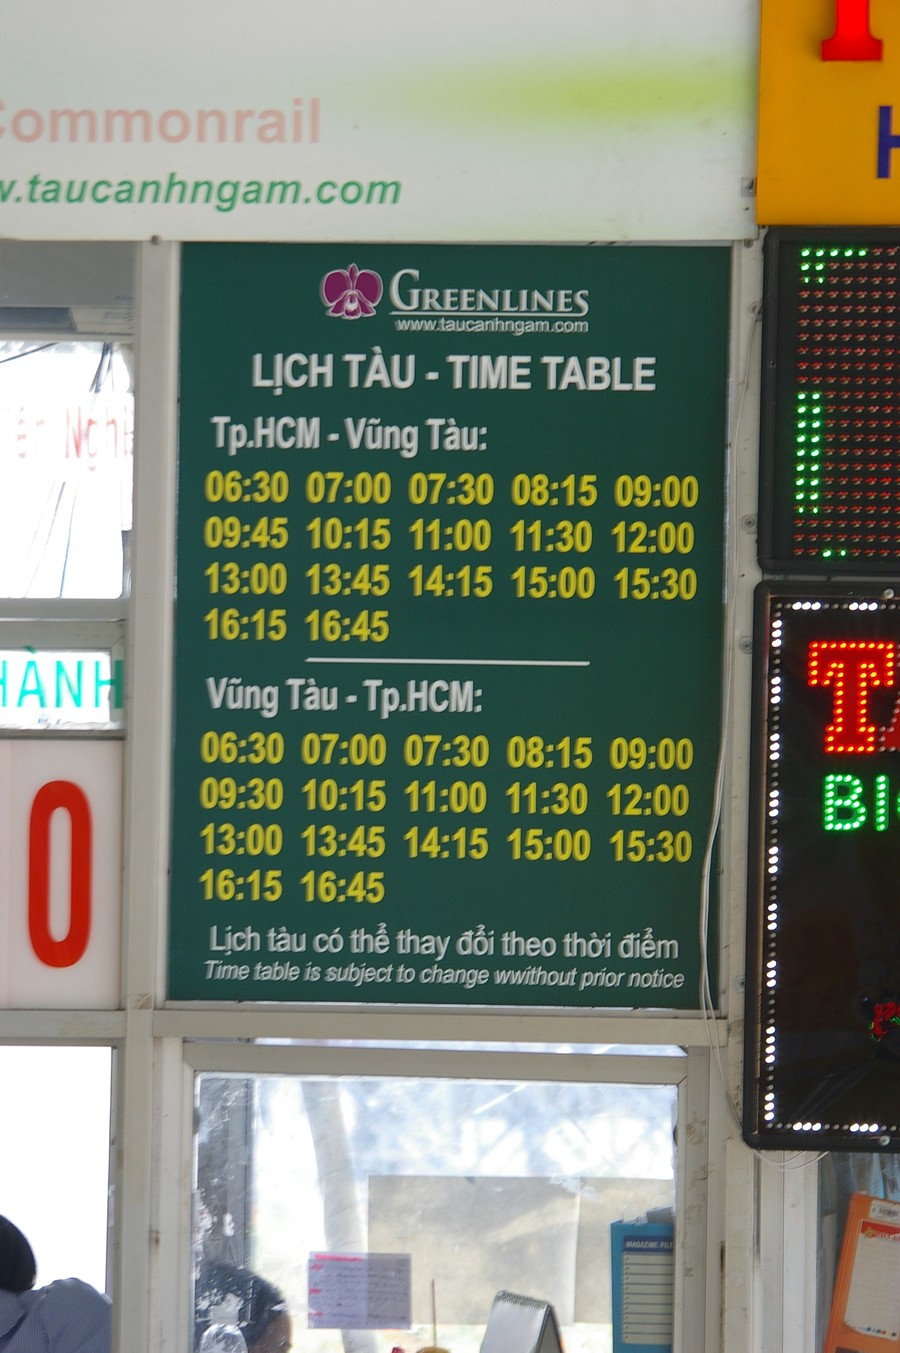 Commonrail
w.taucanhngam.com
GREENLINES
www.taucanhngam.com
LỊCH TÀU - TIME TABLE
Tp.HCM - Vũng Tàu:
06:30 07:00 07:30 08:15 09:00
09:45 10:15 11:00 11:30 12:00
13:00 13:45 14:15 15:00 15:30
16:15 16:45
Vũng Tàu - Tp.HCM:
06:30 07:00 07:30 08:15 09:00
09:30 10:15 11:00 11:30 12:00
13:00 13:45 14:15 15:00 15:30
16:15 16:45
Lịch tàu có thể thay đổi theo thời điểm
Time table is subject to change wwithout prior notice
HÀNH
0
MAGAZINE FILE